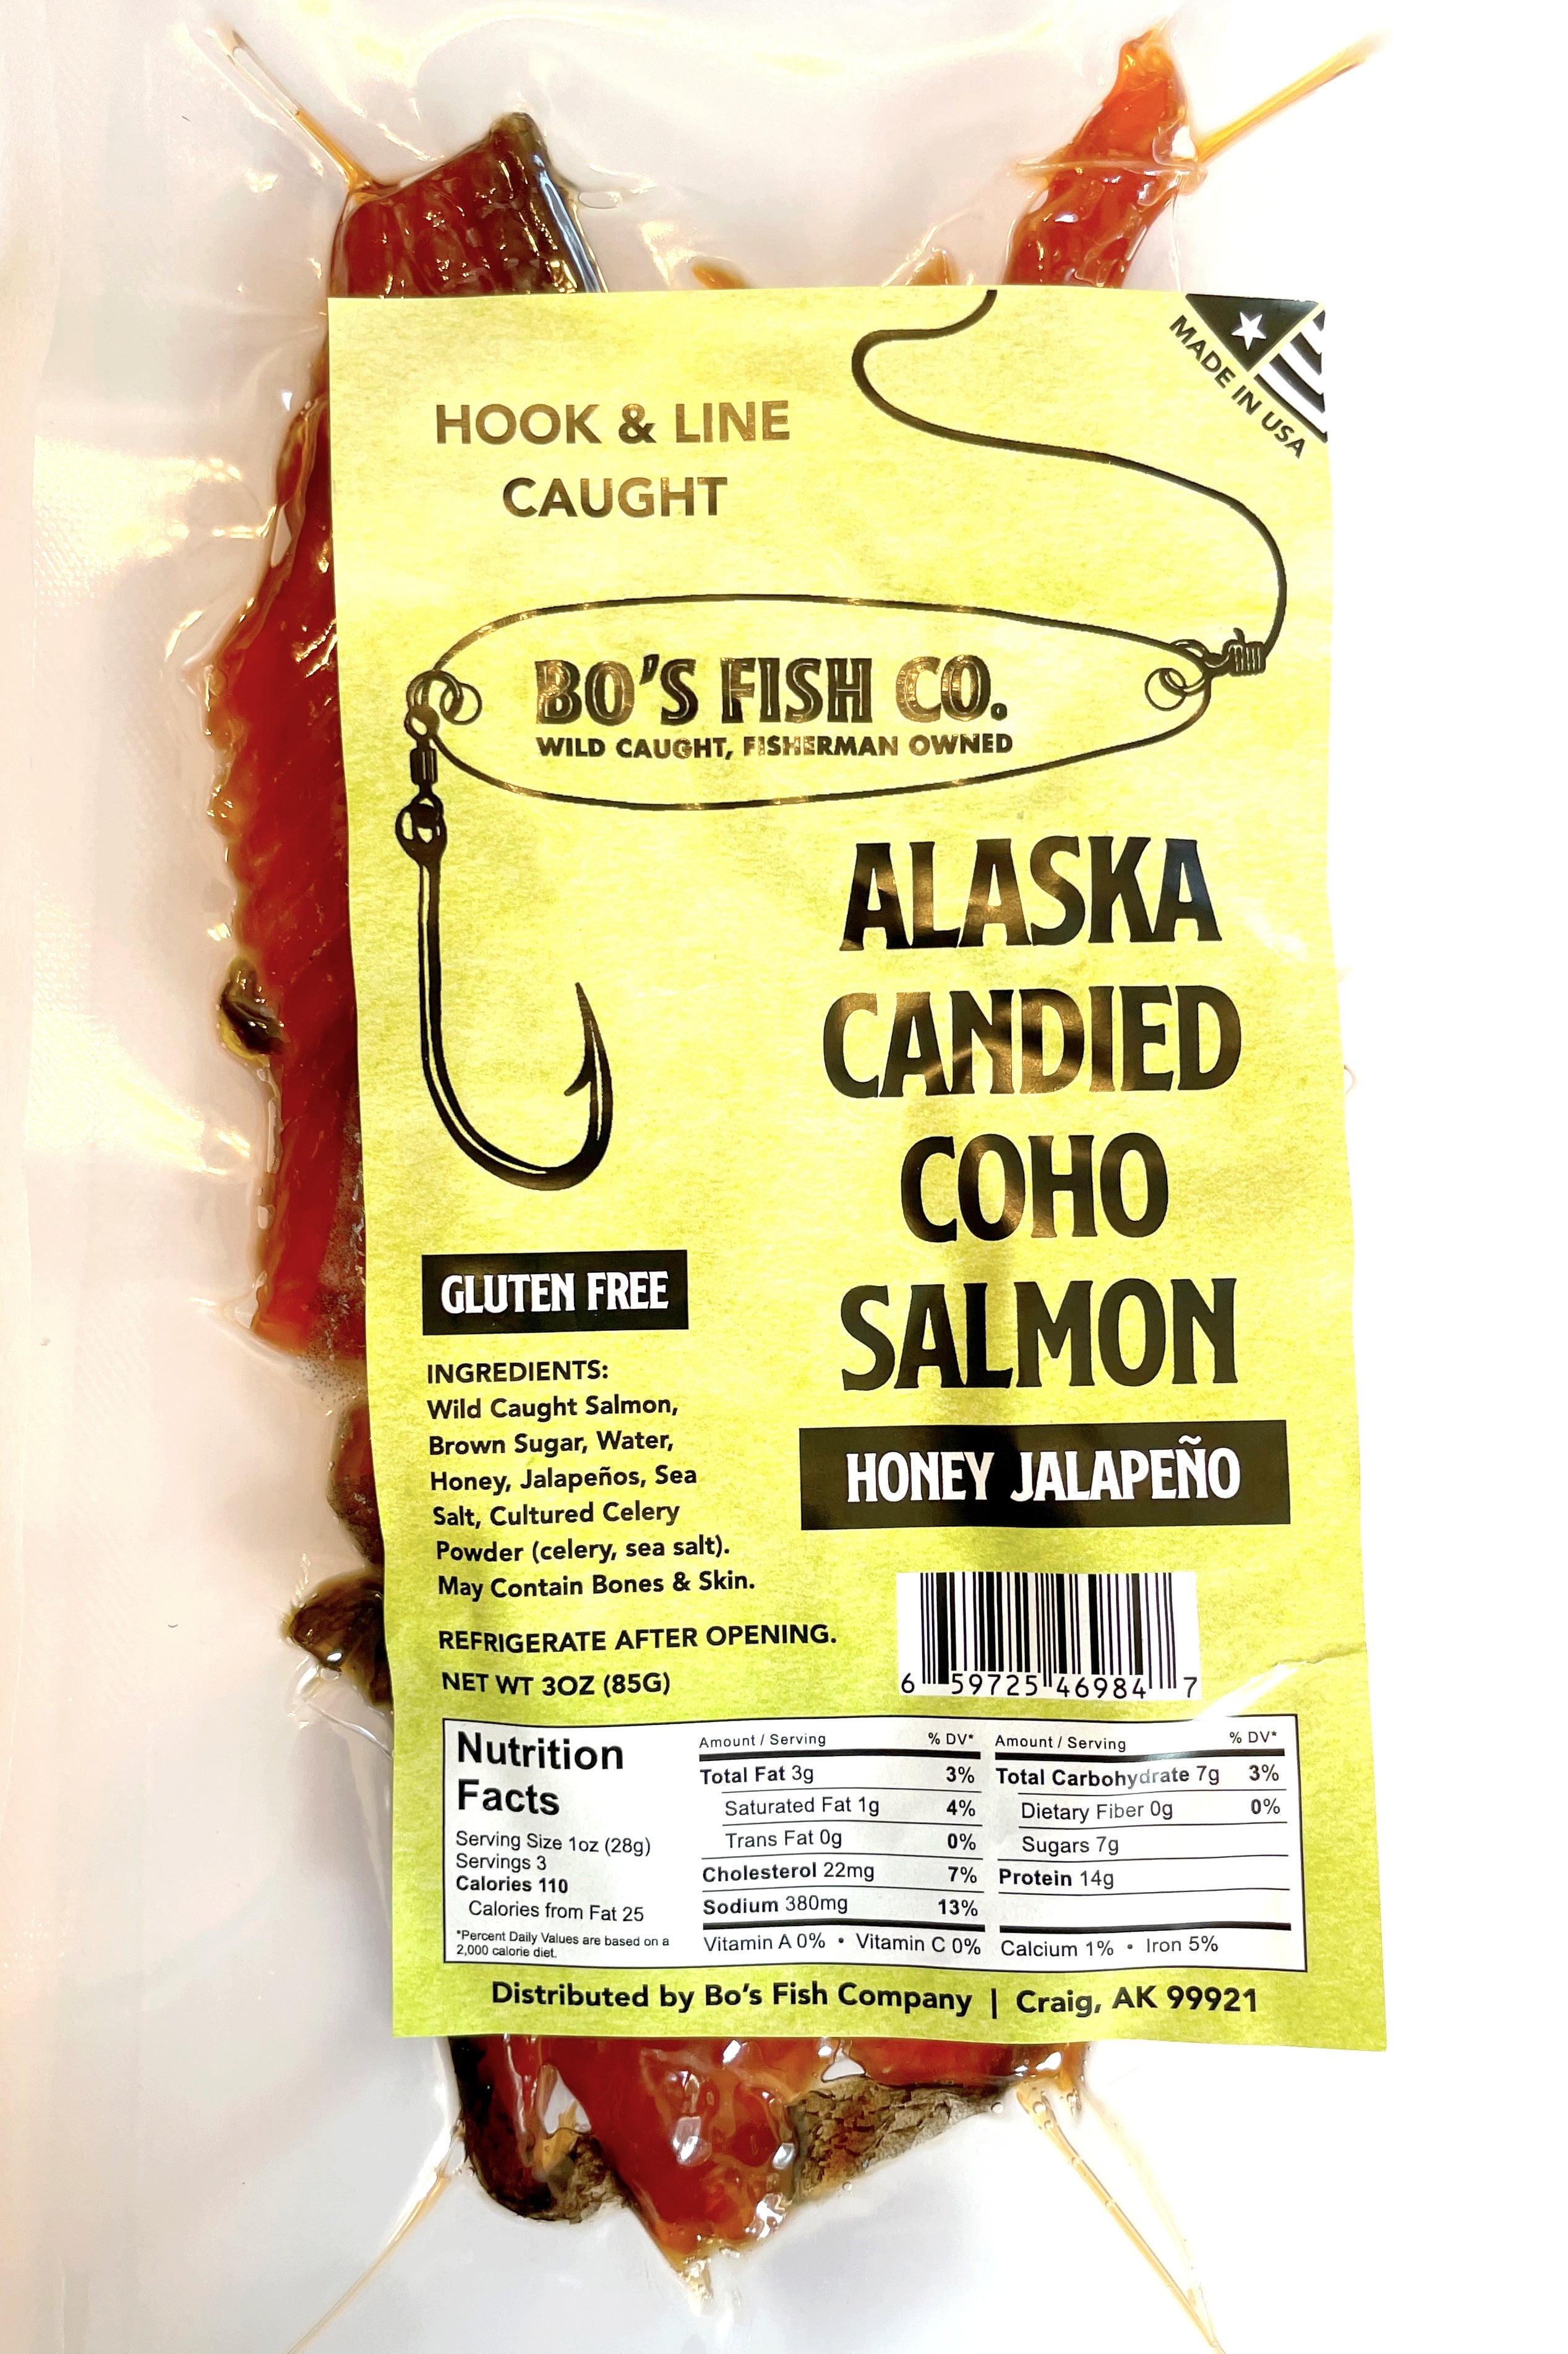 MADE IN USA
HOOK & LINE
CAUGHT
BO'S FISH CO.
WILD CAUGHT, FISHERMAN OWNED
ALASKA
CANDIED
COHO
SALMON
HONEY JALAPEÑO
GLUTEN FREE
INGREDIENTS:
Wild Caught Salmon,
Brown Sugar, Water,
Honey, Jalapeños, Sea
Salt, Cultured Celery
Powder (celery, sea salt).
May Contain Bones & Skin.
REFRIGERATE AFTER OPENING.
NET WT 3OZ (85G)
6 59725 46984 7
Nutrition
Facts
Serving Size 1oz (28g)
Servings 3
Calories 110
Calories from Fat 25
*Percent Daily Values are based on a
2,000 calorie diet.
Amount / Serving % DV*
Total Fat 3g 3%
Saturated Fat 1g 4%
Trans Fat 0g 0%
Cholesterol 22mg 7%
Sodium 380mg 13%
Vitamin A 0% • Vitamin C 0%
Amount / Serving % DV*
Total Carbohydrate 7g 3%
Dietary Fiber 0g 0%
Sugars 7g
Protein 14g
Calcium 1% • Iron 5%
Distributed by Bo's Fish Company | Craig, AK 99921